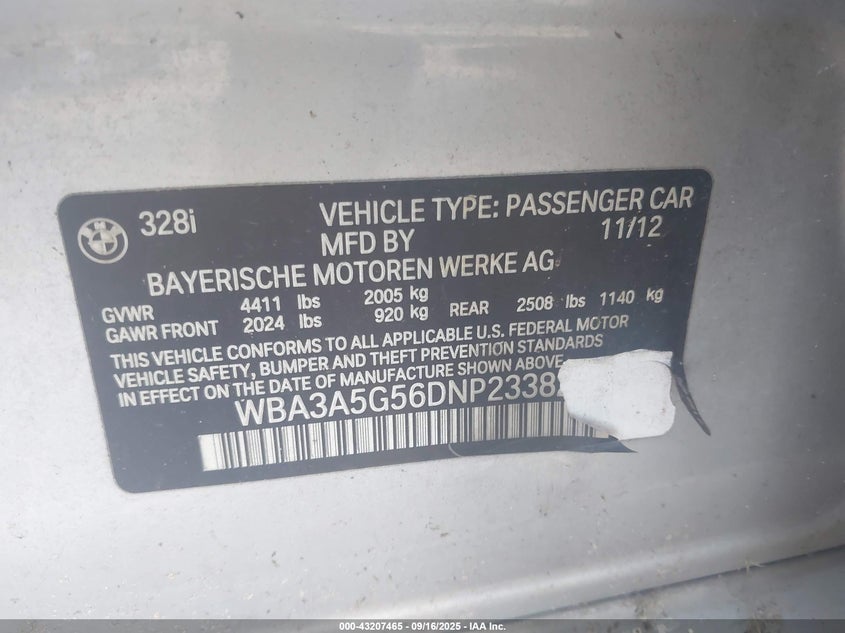 328i VEHICLE TYPE: PASSENGER CAR
MFD BY 11/12
BAYERISCHE MOTOREN WERKE AG
GVWR 4411 lbs 2005 kg
GAWR FRONT 2024 lbs 920 kg REAR 2508 lbs 1140 kg
THIS VEHICLE CONFORMS TO ALL APPLICABLE U.S. FEDERAL MOTOR
VEHICLE SAFETY, BUMPER AND THEFT PREVENTION STANDARDS
IN EFFECT ON THE DATE OF MANUFACTURE SHOWN ABOVE.
WBA3A5G56DNP2338
000-43207465 - 09/16/2025 - IAA Inc.